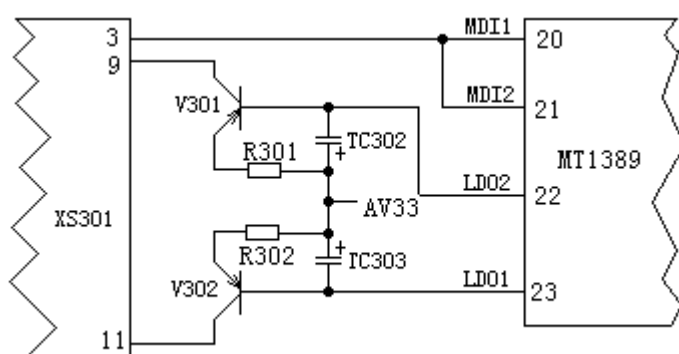 3
MDI1
20
9
V301
MDI2
21
TC302
R301
MT1389
LDO2
22
AV33
XS301
R302
TC303
V302
LDO1
23
11